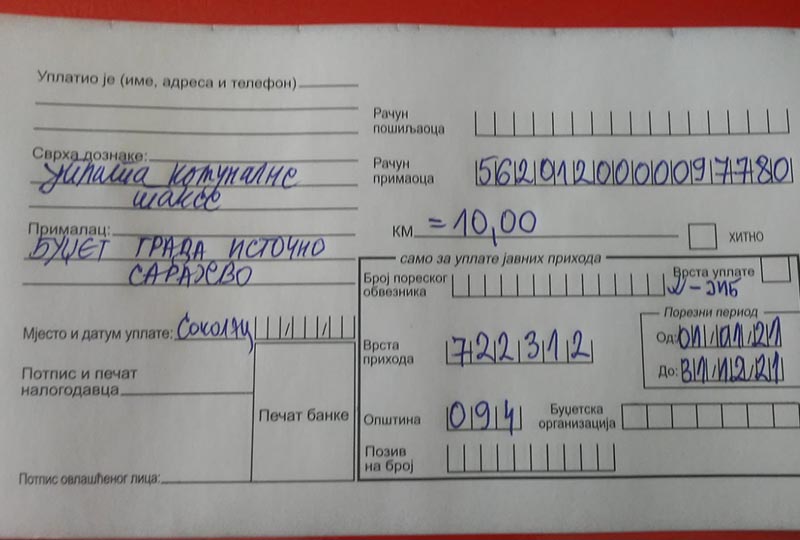 Уплатио је (име, адреса и телефон)
Сврха дознаке:
уплата комуналне
таксе
Прималац:
БУЏЕТ ГРАДА ИСТОЧНО
САРАЈЕВО
Мјесто и датум уплате: Соколац
Потпис и печат
налогодавца
Печат банке
Потпис овлашћеног лица:
Рачун
пошиљаоца
Рачун
примаоца
5620120000097780
КМ =10,00
ХИТНО
само за уплате јавних прихода
Број пореског
обвезника
Врста уплате
Врста
прихода
722312
Порезни период
Од: 01/01/21
До: 31/12/21
Општина
094
Буџетска
организација
Позив
на број